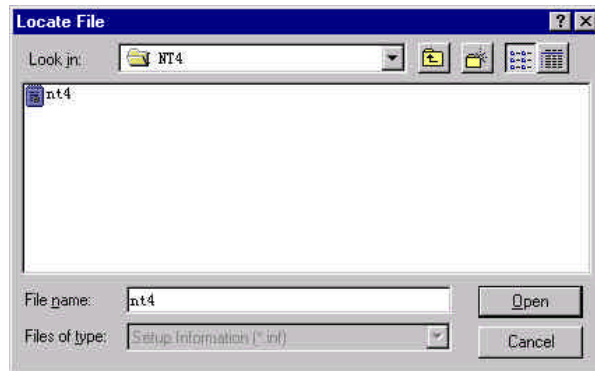 Locate File
Look in: NT4
nt4
File name: nt4 Open
Files of type: Setup Information (*.inf) Cancel